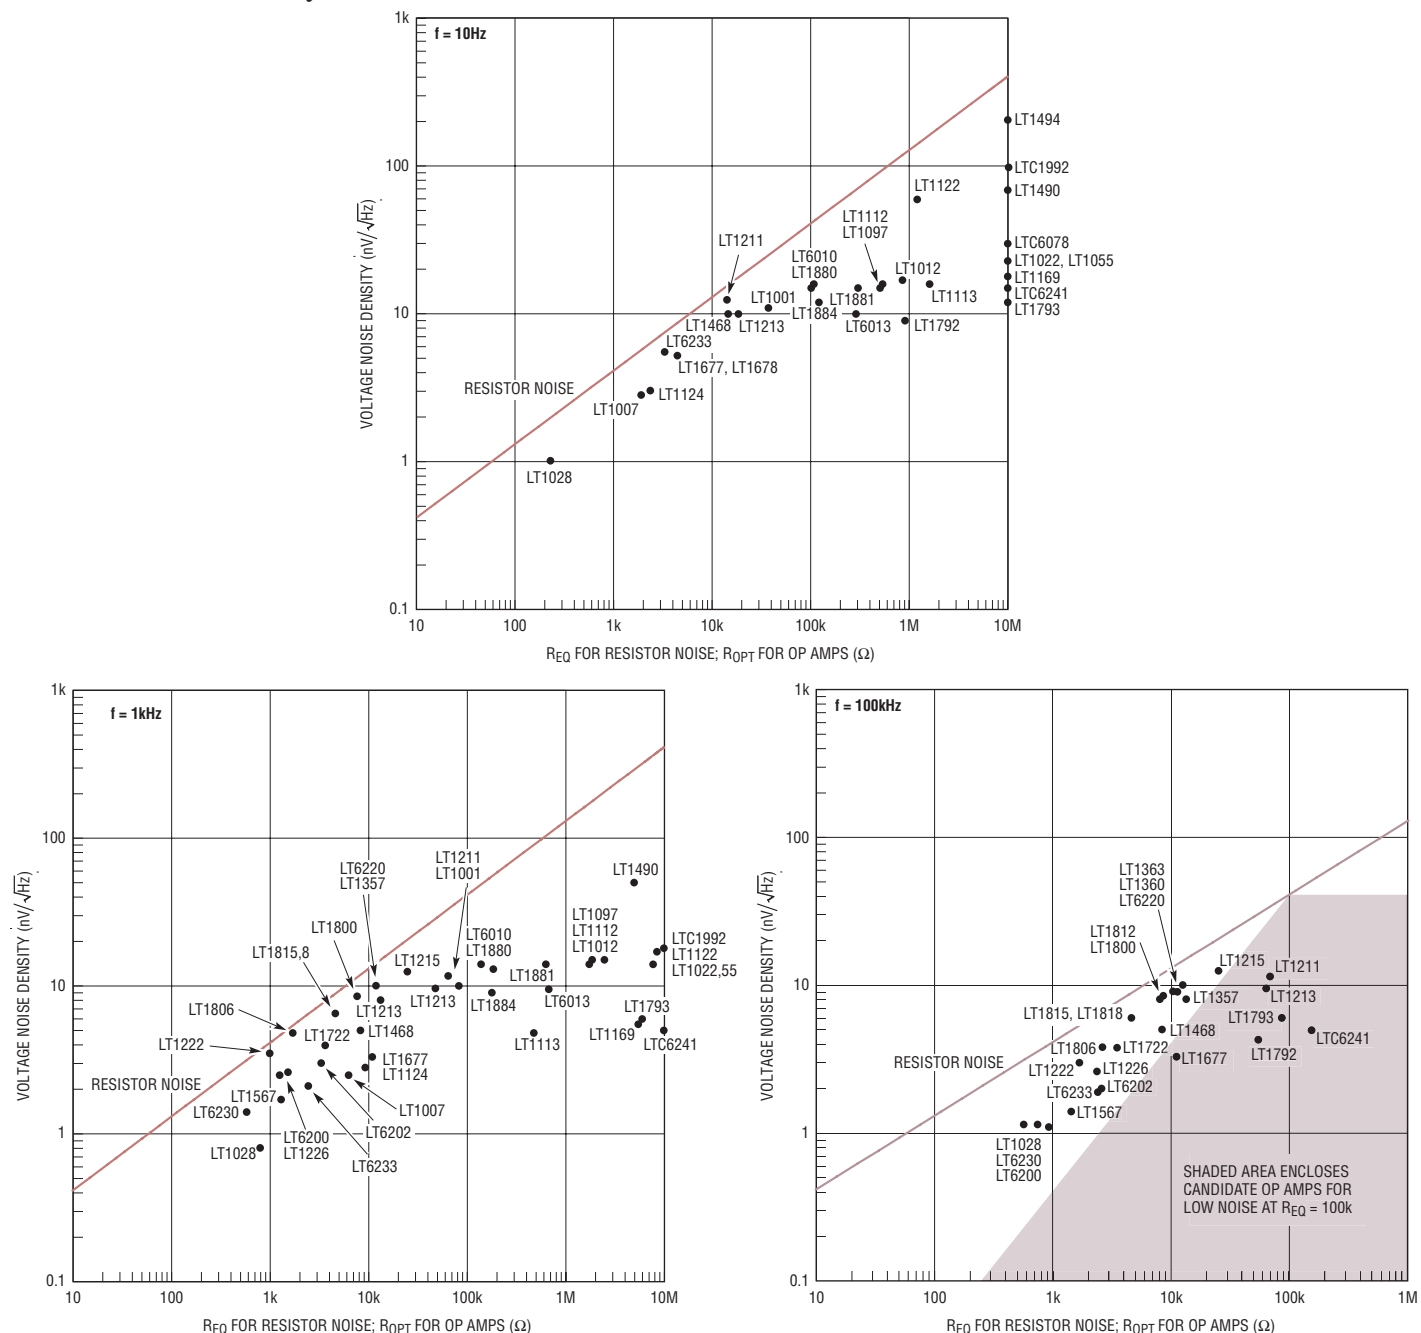 f = 10Hz
1k
100
10
1
0.1
VOLTAGE NOISE DENSITY (nV/√Hz)
LT1494
LTC1992
LT1490
LTC6078
LT1022, LT1055
LT1169
LTC6241
LT1793
LT1122
LT1112
LT1097
LT1211
LT6010
LT1880
LT1012
LT1001
LT1881
LT1113
LT1468
LT1213
LT1884
LT6013
LT1792
LT6233
LT1677, LT1678
RESISTOR NOISE
LT1124
LT1007
LT1028
10
100
1k
10k
100k
1M
10M
REQ FOR RESISTOR NOISE; ROPT FOR OP AMPS (Ω)
f = 1kHz
1k
100
10
1
0.1
VOLTAGE NOISE DENSITY (nV/√Hz)
LT1211
LT1001
LT6220
LT1357
LT1490
LT1097
LT1112
LT1012
LT1800
LT6010
LT1880
LT1815,8
LT1215
LTC1992
LT1122
LT1022,55
LT1881
LT1806
LT1213
LT1213
LT1884
LT6013
LT1793
LT1722
LT1468
LT1169
LT1113
LTC6241
LT1222
LT1677
LT1124
RESISTOR NOISE
LT1567
LT6230
LT1007
LT6200
LT1226
LT6202
LT1028
LT6233
10
100
1k
10k
100k
1M
10M
REQ FOR RESISTOR NOISE; ROPT FOR OP AMPS (Ω)
f = 100kHz
1k
100
10
1
0.1
VOLTAGE NOISE DENSITY (nV/√Hz)
LT1363
LT1360
LT6220
LT1812
LT1800
LT1215
LT1211
LT1357
LT1213
LT1815, LT1818
LT1468
LT1793
LTC6241
LT1806
LT1722
LT1677
LT1792
RESISTOR NOISE
LT1222
LT1226
LT6202
LT6233
LT1567
LT1028
LT6230
LT6200
SHADED AREA ENCLOSES
CANDIDATE OP AMPS FOR
LOW NOISE AT REQ = 100k
10
100
1k
10k
100k
1M
REQ FOR RESISTOR NOISE; ROPT FOR OP AMPS (Ω)